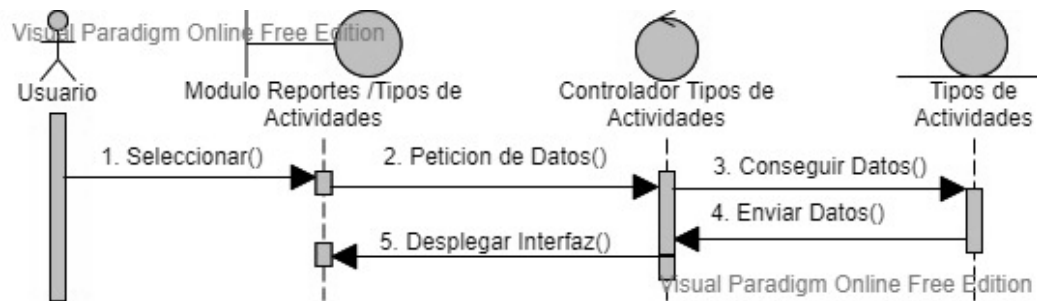 Visual Paradigm Online Free Edition
Usuario
Modulo Reportes /Tipos de
Actividades
Controlador Tipos de
Actividades
Tipos de
Actividades
1. Seleccionar()
2. Peticion de Datos()
3. Conseguir Datos()
4. Enviar Datos()
5. Desplegar Interfaz()
Visual Paradigm Online Free Edition